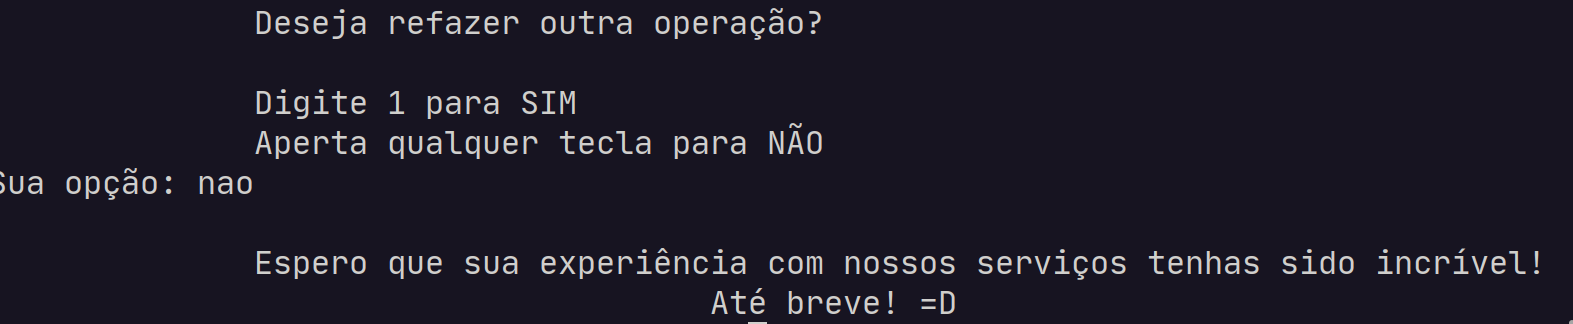 Deseja refazer outra operação?
Digite 1 para SIM
Aperta qualquer tecla para NÃO
Sua opção: nao
Espero que sua experiência com nossos serviços tenhas sido incrível!
Até breve! =D